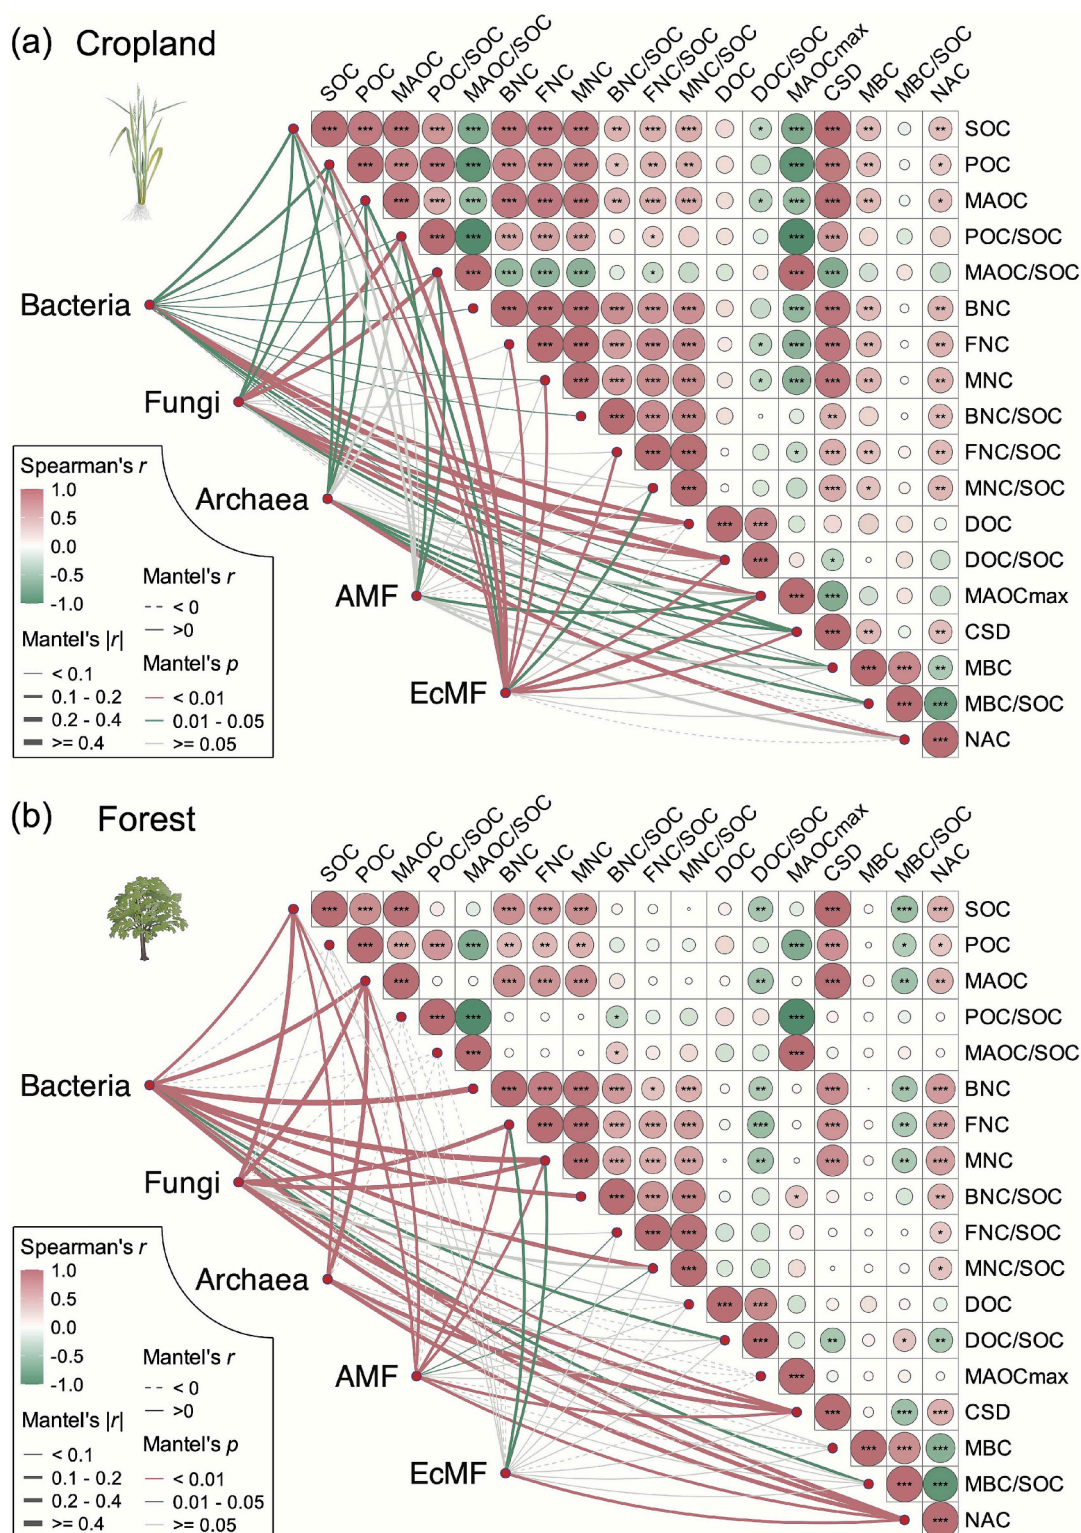 (a) Cropland
SOC POC MAOC POC/SOC MAOC/SOC BNC FNC MNC BNC/SOC FNC/SOC MNC/SOC DOC DOC/SOC MAOCmax CSD MBC MBC/SOC NAC
SOC
POC
MAOC
POC/SOC
MAOC/SOC
BNC
FNC
MNC
BNC/SOC
FNC/SOC
MNC/SOC
DOC
DOC/SOC
MAOCmax
CSD
MBC
MBC/SOC
NAC
Bacteria
Fungi
Archaea
AMF
EcMF
Spearman's r
1.0
0.5
0.0
-0.5
-1.0
Mantel's |r|
< 0.1
0.1 - 0.2
0.2 - 0.4
>= 0.4
Mantel's r
< 0
>0
Mantel's p
< 0.01
0.01 - 0.05
>= 0.05
(b) Forest
SOC POC MAOC POC/SOC MAOC/SOC BNC FNC MNC BNC/SOC FNC/SOC MNC/SOC DOC DOC/SOC MAOCmax CSD MBC MBC/SOC NAC
SOC
POC
MAOC
POC/SOC
MAOC/SOC
BNC
FNC
MNC
BNC/SOC
FNC/SOC
MNC/SOC
DOC
DOC/SOC
MAOCmax
CSD
MBC
MBC/SOC
NAC
Bacteria
Fungi
Archaea
AMF
EcMF
Spearman's r
1.0
0.5
0.0
-0.5
-1.0
Mantel's |r|
< 0.1
0.1 - 0.2
0.2 - 0.4
>= 0.4
Mantel's r
< 0
>0
Mantel's p
< 0.01
0.01 - 0.05
>= 0.05